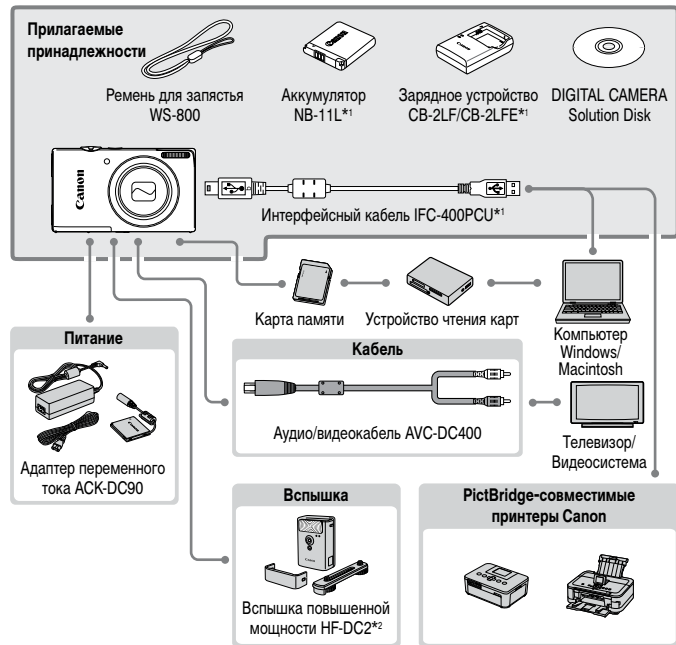 Прилагаемые
принадлежности
Canon
Ремень для запястья
WS-800
Аккумулятор
NB-11L*1
Зарядное устройство
CB-2LF/CB-2LFE*1
DIGITAL CAMERA
Solution Disk
Canon
Интерфейсный кабель IFC-400PCU*1
Карта памяти
Устройство чтения карт
Компьютер
Windows/
Macintosh
Питание
Адаптер переменного
тока ACK-DC90
Кабель
Аудио/видеокабель AVC-DC400
Телевизор/
Видеосистема
Вспышка
Вспышка повышенной
мощности HF-DC2*2
PictBridge-совместимые
принтеры Canon